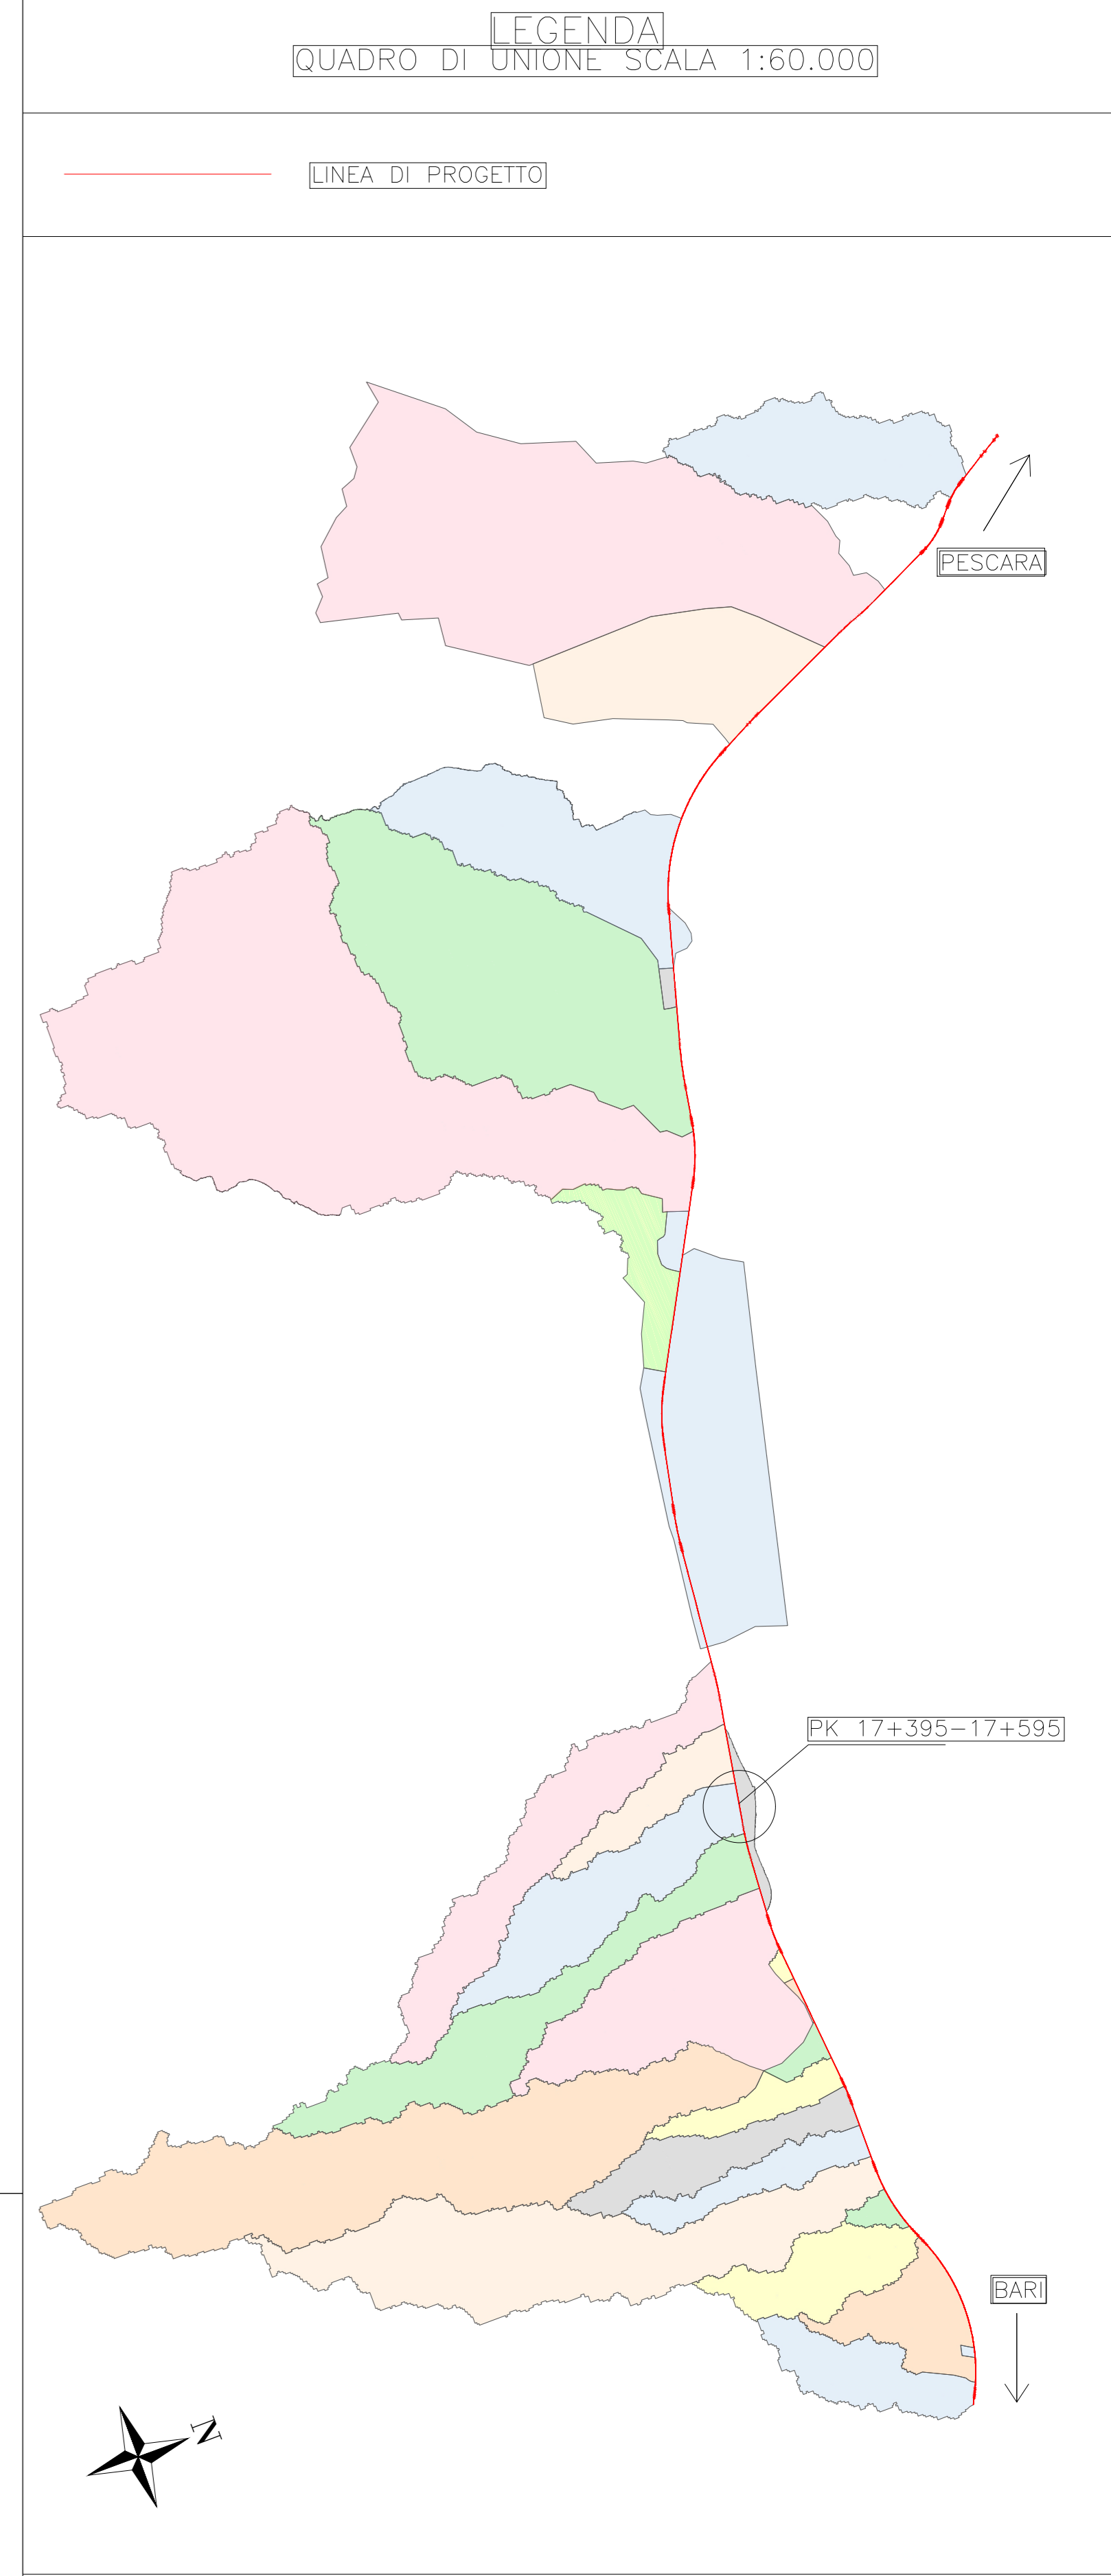 LEGENDA
QUADRO DI UNIONE SCALA 1:60.000
LINEA DI PROGETTO
PESCARA
PK 17+395-17+595
BARI
N